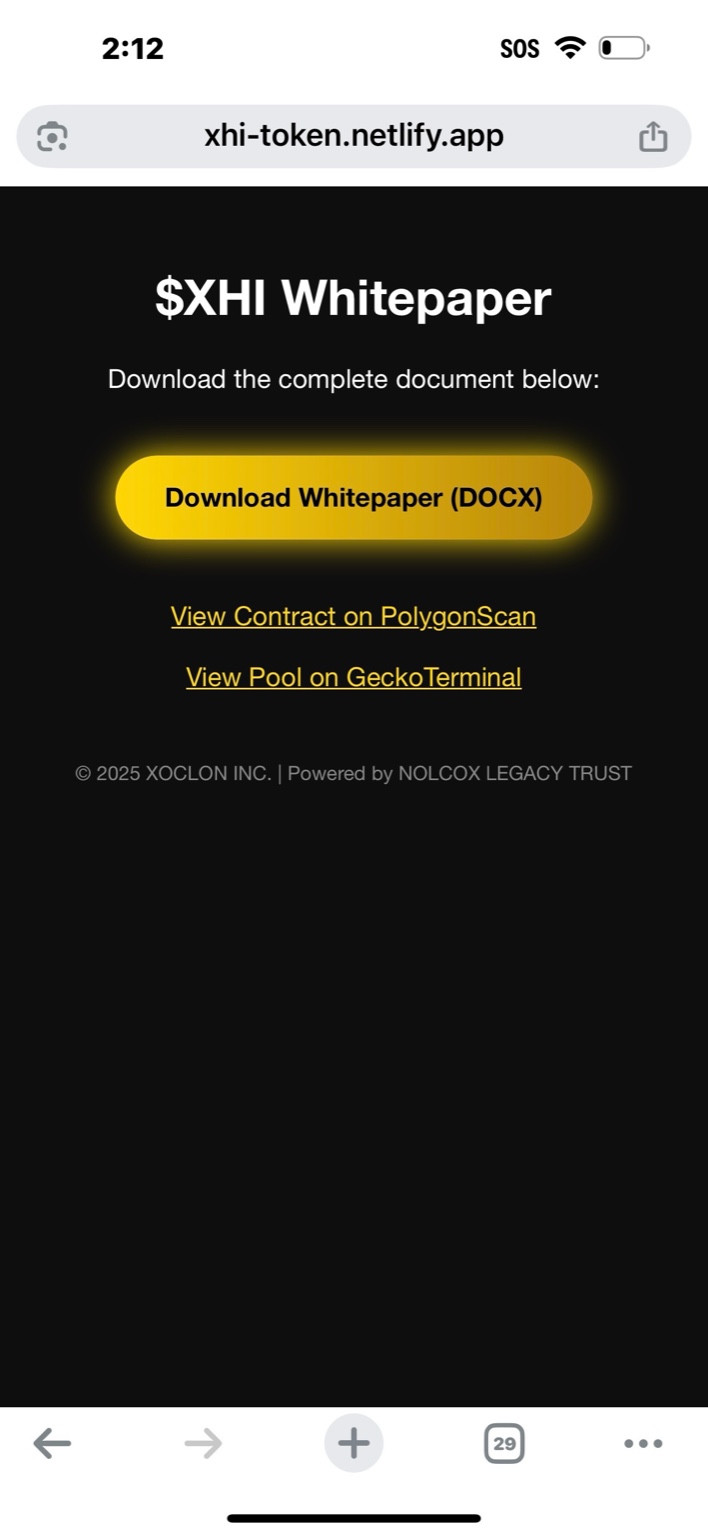 2:12
SOS
xhi-token.netlify.app
$XHI Whitepaper
Download the complete document below:
Download Whitepaper (DOCX)
View Contract on PolygonScan
View Pool on GeckoTerminal
© 2025 XOCLON INC. | Powered by NOLCOX LEGACY TRUST
29